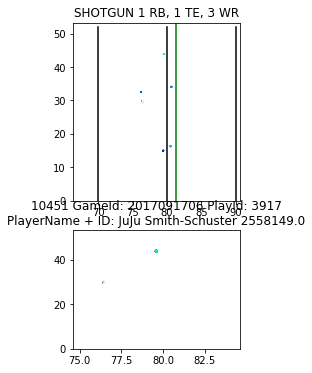 SHOTGUN 1 RB, 1 TE, 3 WR
50
40
30
20
10
0
70 75 80 85 90
10451 GameId: 2017091706 PlayId: 3917
PlayerName + ID: JuJu Smith-Schuster 2558149.0
40
20
0
75.0 77.5 80.0 82.5